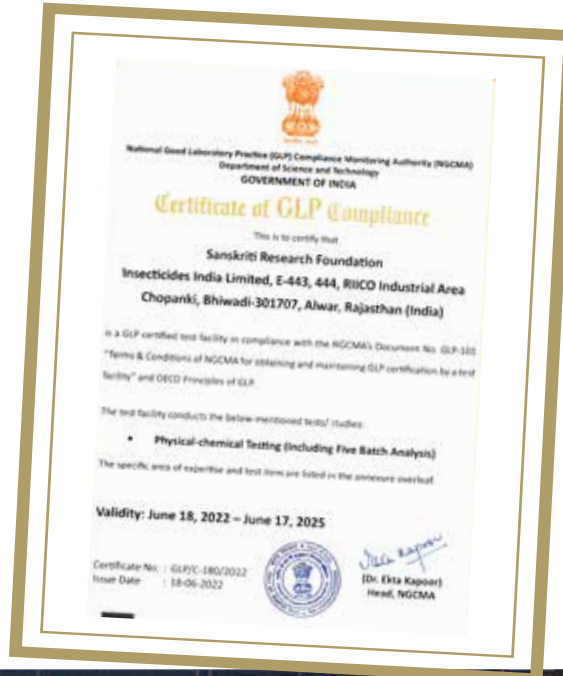 National Good Laboratory Practice (GLP) Compliance Monitoring Authority (NGCMA)
Department of Science and Technology
GOVERNMENT OF INDIA
Certificate of GLP Compliance
This is to certify that
Sanskriti Research Foundation
Insecticides India Limited, E-443, 444, RIICO Industrial Area
Chopanki, Bhiwadi-301707, Alwar, Rajasthan (India)
is a GLP certified test facility in compliance with the NGCMA's Document No. GLP-101
"Terms & Conditions of NGCMA for obtaining and maintaining GLP certification by a test
facility" and OECD Principles of GLP.
The test facility conducts the below mentioned tests/ studies:
• Physical-chemical Testing (Including Five Batch Analysis)
The specific area of expertise and test item are listed in the annexure overleaf.
Validity: June 18, 2022 – June 17, 2025
Certificate No. : GLP/C-180/2022
Issue Date : 18-06-2022
Ekta Kapoor
(Dr. Ekta Kapoor)
Head, NGCMA